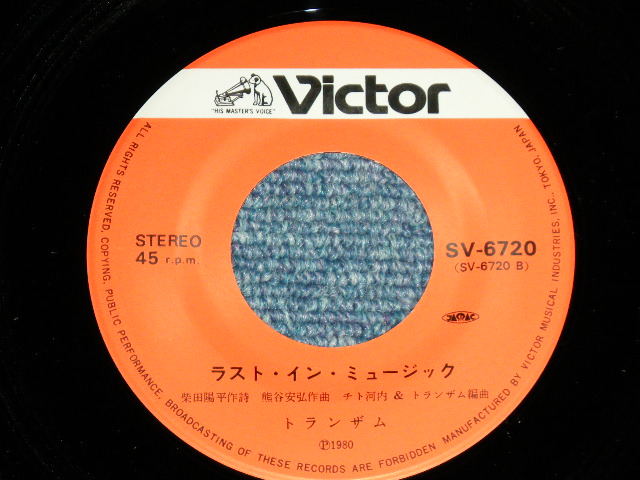 Victor
"HIS MASTER'S VOICE"
STEREO
45 r.p.m.
SV-6720
(SV-6720 B)
JASRAC
ラスト・イン・ミュージック
柴田陽平作詩 熊谷安弘作曲 チト河内 & トランザム編曲
トランザム
Ⓟ1980
ALL RIGHTS RESERVED. COPYING, PUBLIC PERFORMANCE, BROADCASTING OF THESE RECORDS ARE FORBIDDEN MANUFACTURED BY VICTOR MUSICAL INDUSTRIES, INC., TOKYO, JAPAN